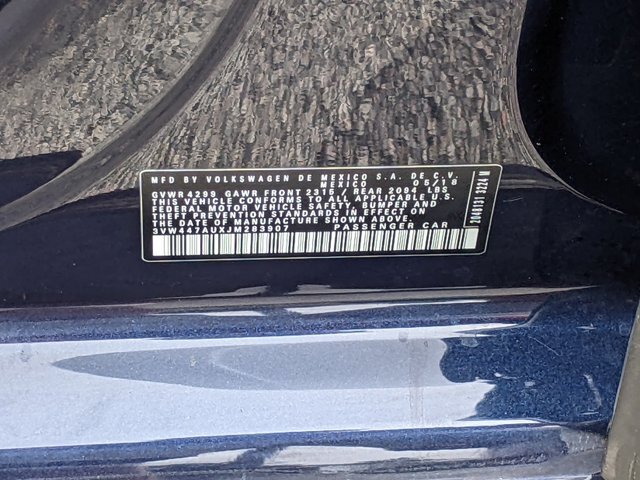 MFD BY VOLKSWAGEN DE MEXICO S.A. DE C.V.
MEXICO 05/18
GVWR 4299 GAWR FRONT 2315 / REAR 2094 LBS
THIS VEHICLE CONFORMS TO ALL APPLICABLE U.S.
FEDERAL MOTOR VEHICLE SAFETY, BUMPER AND
THEFT PREVENTION STANDARDS IN EFFECT ON
THE DATE OF MANUFACTURE SHOWN ABOVE.
3VW447AUXJM283907 PASSENGER CAR
2048131 3224 M